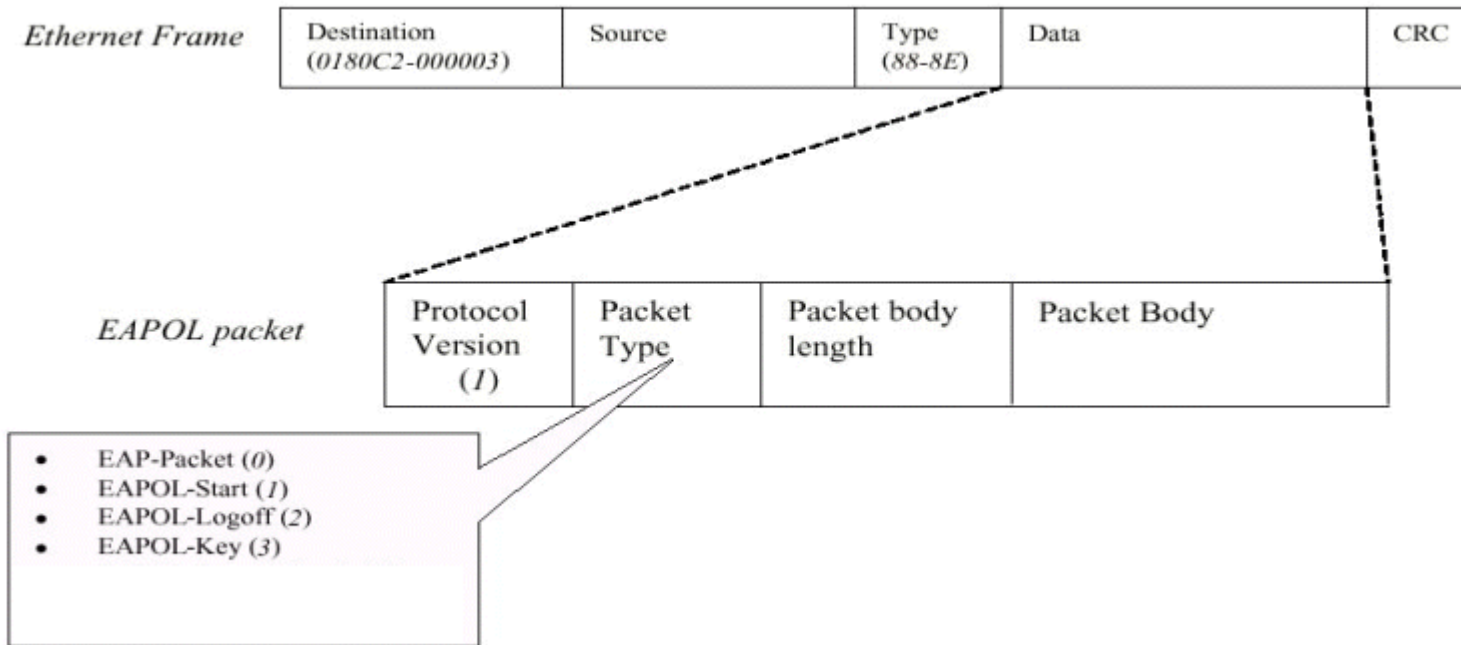 Ethernet Frame
Destination
(0180C2-000003)
Source
Type
(88-8E)
Data
CRC
EAPOL packet
Protocol
Version
(1)
Packet
Type
Packet body
length
Packet Body
• EAP-Packet (0)
• EAPOL-Start (1)
• EAPOL-Logoff (2)
• EAPOL-Key (3)